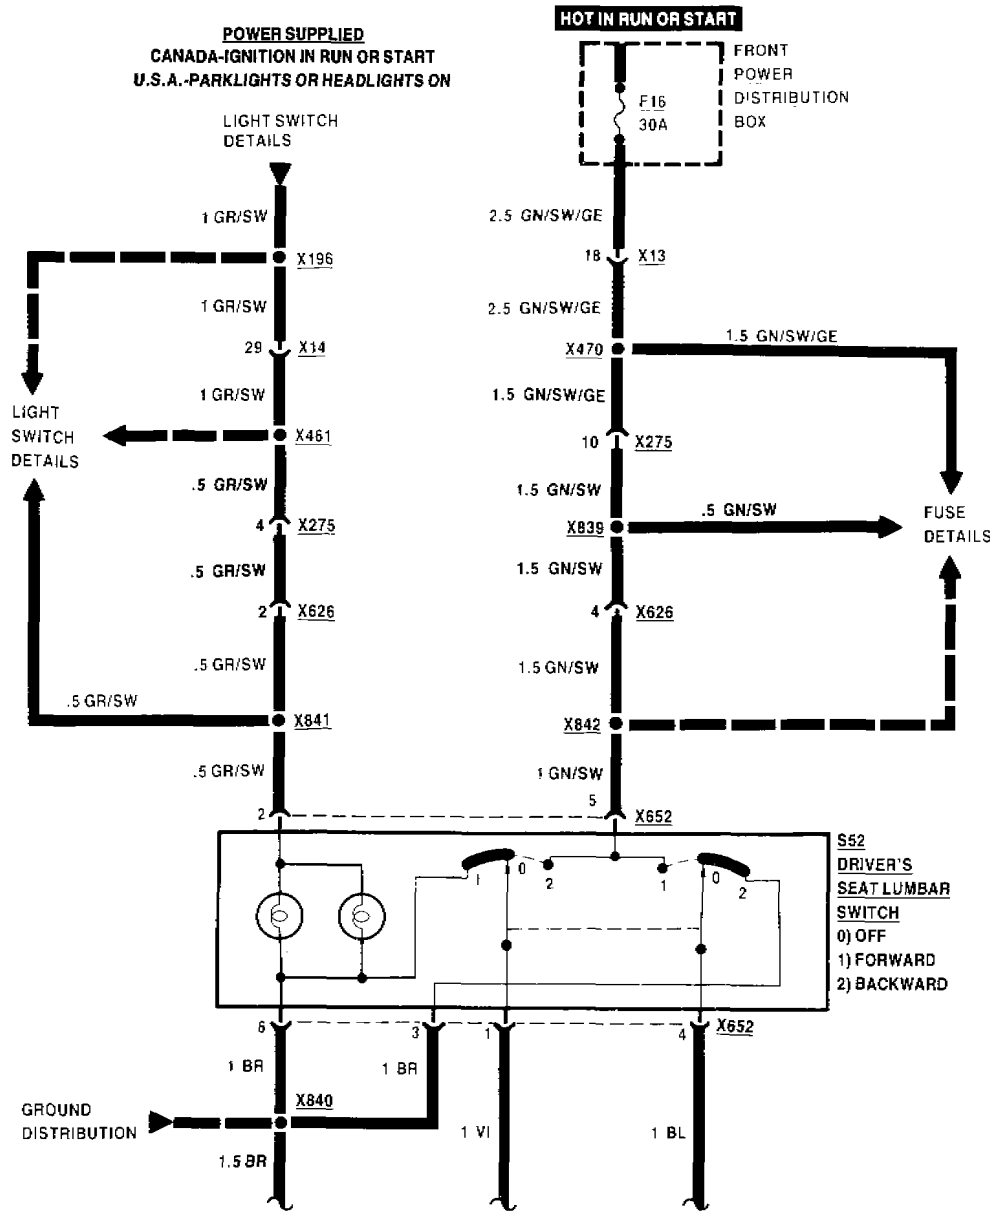 HOT IN RUN OR START
POWER SUPPLIED
CANADA-IGNITION IN RUN OR START
U.S.A.-PARKLIGHTS OR HEADLIGHTS ON
FRONT
POWER
DISTRIBUTION
BOX
F16
30A
LIGHT SWITCH
DETAILS
1 GR/SW
2.5 GN/SW/GE
X196
18
X13
1 GR/SW
2.5 GN/SW/GE
29
X14
X470
1.5 GN/SW/GE
1 GR/SW
1.5 GN/SW/GE
LIGHT
SWITCH
DETAILS
X461
10
X275
.5 GR/SW
1.5 GN/SW
4
X275
X839
.5 GN/SW
FUSE
DETAILS
.5 GR/SW
1.5 GN/SW
2
X626
4
X626
.5 GR/SW
1.5 GN/SW
.5 GR/SW
X841
X842
.5 GR/SW
1 GN/SW
2
5
X652
S52
DRIVER'S
SEAT LUMBAR
SWITCH
0) OFF
1) FORWARD
2) BACKWARD
1
0
2
1
0
2
6
3
1
4
X652
1 BR
1 BR
X840
GROUND
DISTRIBUTION
1 VI
1 BL
1.5 BR